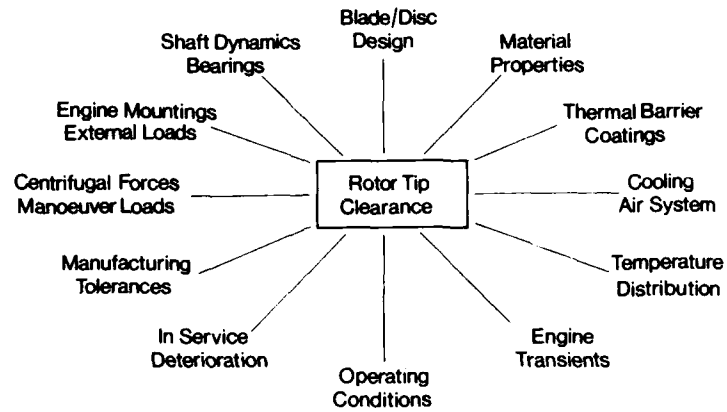 Blade/Disc
Design
Shaft Dynamics
Bearings
Material
Properties
Engine Mountings
External Loads
Thermal Barrier
Coatings
Centrifugal Forces
Manoeuver Loads
Rotor Tip
Clearance
Cooling
Air System
Manufacturing
Tolerances
Temperature
Distribution
In Service
Deterioration
Engine
Transients
Operating
Conditions